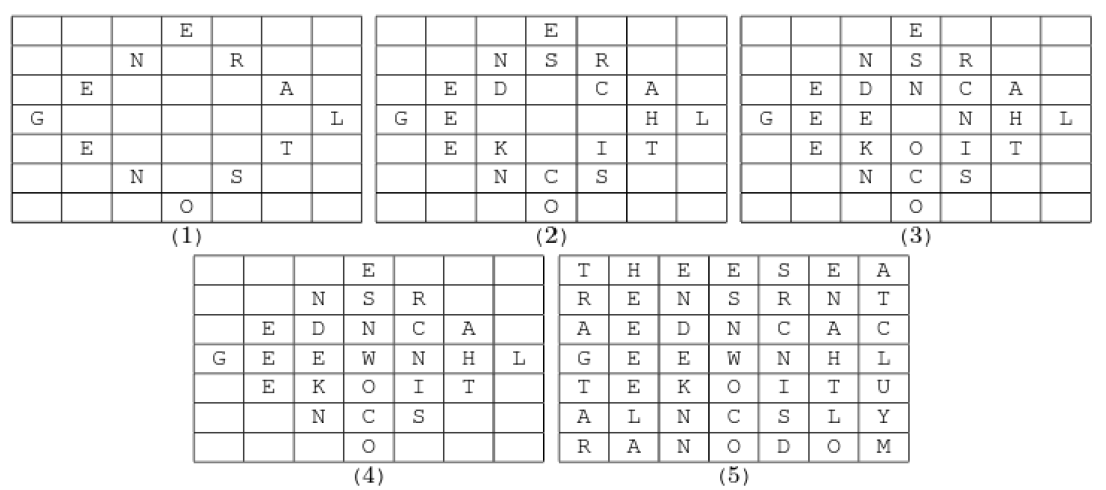 E
N R
E A
G L
E T
N S
O
(1)
E
N S R
E D C A
G E H L
E K I T
N C S
O
(2)
E
N S R
E D N C A
G E E N H L
E K O I T
N C S
O
(3)
E
N S R
E D N C A
G E E W N H L
E K O I T
N C S
O
(4)
T H E E S E A
R E N S R N T
A E D N C A C
G E E W N H L
T E K O I T U
A L N C S L Y
R A N O D O M
(5)